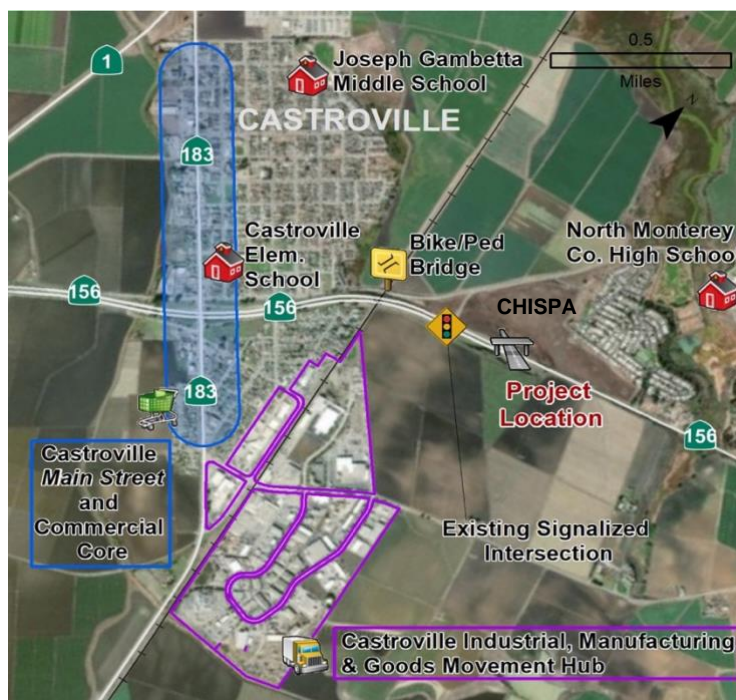 1
Joseph Gambetta
Middle School
0.5
Miles
CASTROVILLE
183
Castroville
Elem.
School
Bike/Ped
Bridge
North Monterey
Co. High Schoo
156
156
CHISPA
183
Project
Location
156
Castroville
Main Street
and
Commercial
Core
Existing Signalized
Intersection
Castroville Industrial, Manufacturing
& Goods Movement Hub